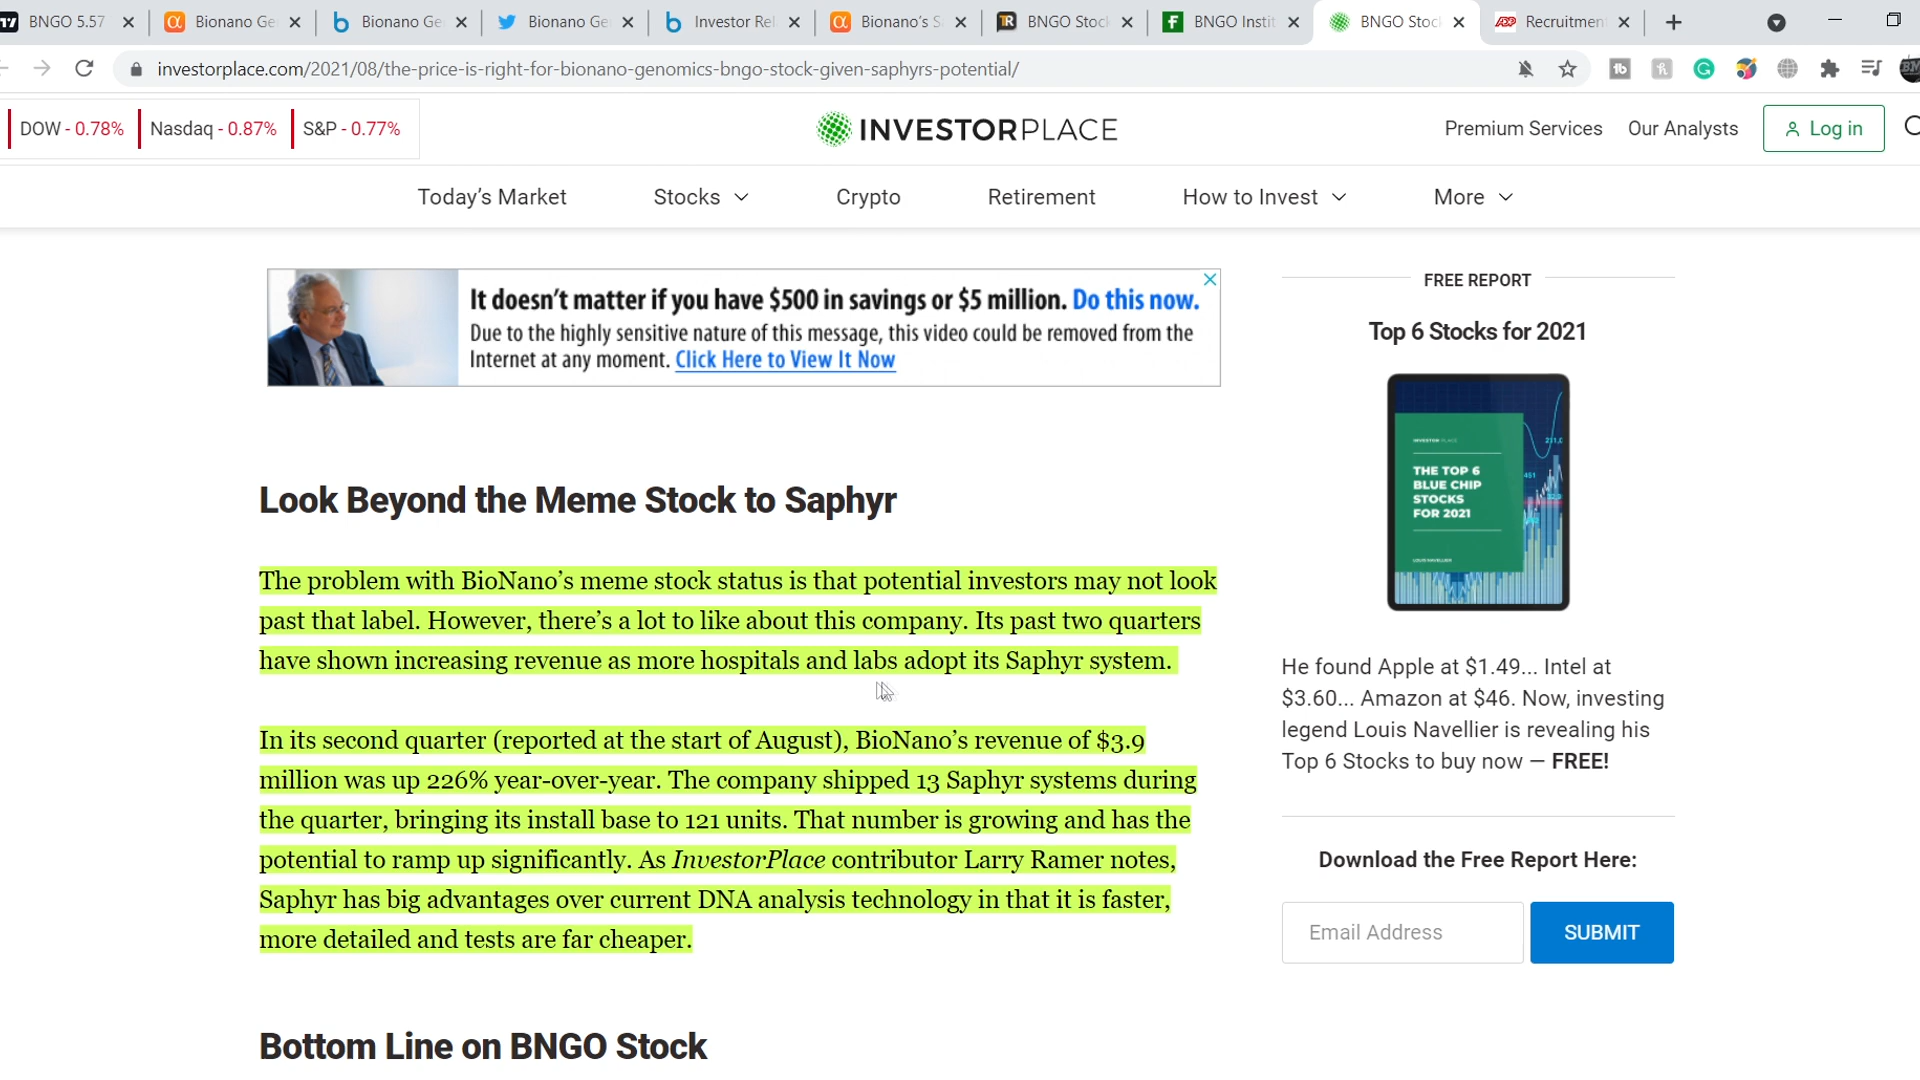 BNGO 5.57
Bionano Ge
Bionano Ge
Bionano Ge
Investor Rel
Bionano's S
BNGO Stock
BNGO Instit
BNGO Stoc
Recruitmen
investorplace.com/2021/08/the-price-is-right-for-bionano-genomics-bngo-stock-given-saphyrs-potential/
DOW - 0.78% Nasdaq - 0.87% S&P - 0.77%
INVESTORPLACE
Premium Services Our Analysts Log in
Today's Market Stocks Crypto Retirement How to Invest More
It doesn't matter if you have $500 in savings or $5 million. Do this now.
Due to the highly sensitive nature of this message, this video could be removed from the
Internet at any moment. Click Here to View It Now
Look Beyond the Meme Stock to Saphyr
The problem with BioNano's meme stock status is that potential investors may not look
past that label. However, there's a lot to like about this company. Its past two quarters
have shown increasing revenue as more hospitals and labs adopt its Saphyr system.
In its second quarter (reported at the start of August), BioNano's revenue of $3.9
million was up 226% year-over-year. The company shipped 13 Saphyr systems during
the quarter, bringing its install base to 121 units. That number is growing and has the
potential to ramp up significantly. As InvestorPlace contributor Larry Ramer notes,
Saphyr has big advantages over current DNA analysis technology in that it is faster,
more detailed and tests are far cheaper.
Bottom Line on BNGO Stock
FREE REPORT
Top 6 Stocks for 2021
THE TOP 6
BLUE CHIP
STOCKS
FOR 2021
LOUIS NAVELLIER
He found Apple at $1.49... Intel at
$3.60... Amazon at $46. Now, investing
legend Louis Navellier is revealing his
Top 6 Stocks to buy now — FREE!
Download the Free Report Here:
Email Address
SUBMIT